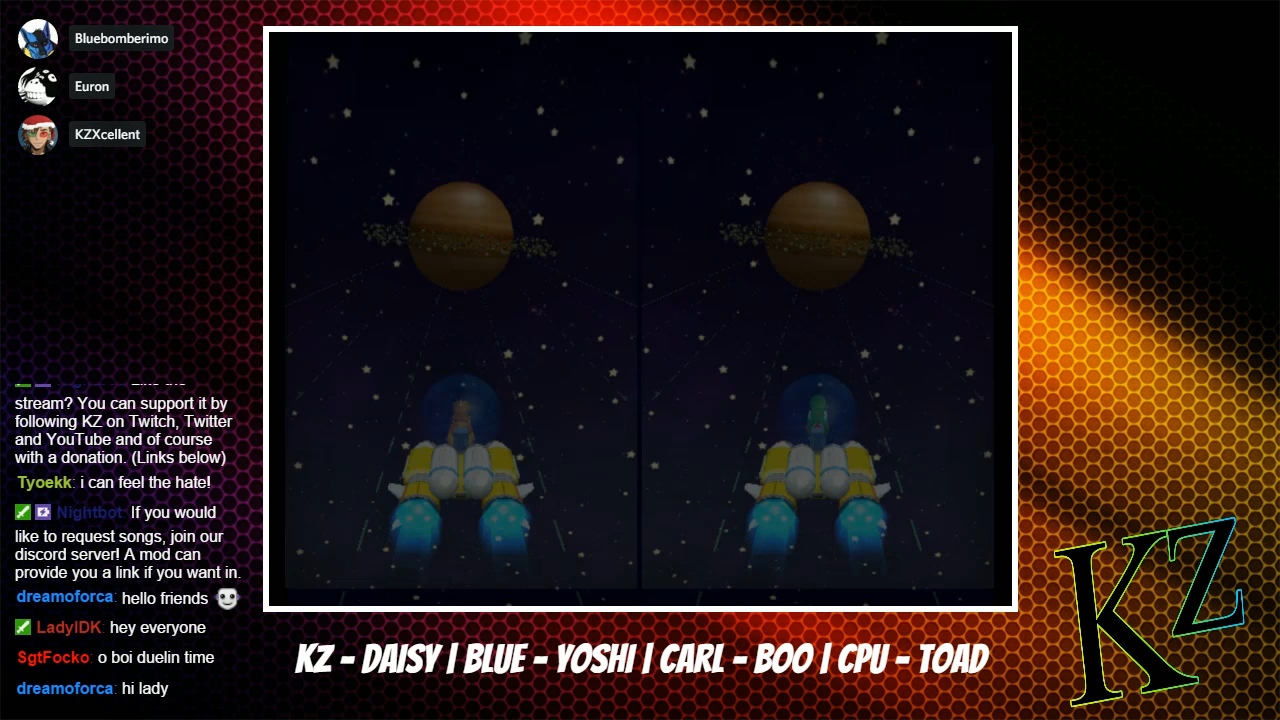 Bluebomberimo
Euron
KZXcellent
stream? You can support it by
following KZ on Twitch, Twitter
and YouTube and of course
with a donation. (Links below)
Tyoekk: i can feel the hate!
Nightbot: If you would
like to request songs, join our
discord server! A mod can
provide you a link if you want in.
dreamoforca: hello friends
LadyIDK: hey everyone
SgtFocko: o boi duelin time
dreamoforca: hi lady
KZ - DAISY | BLUE - YOSHI | CARL - BOO | CPU - TOAD
KZ